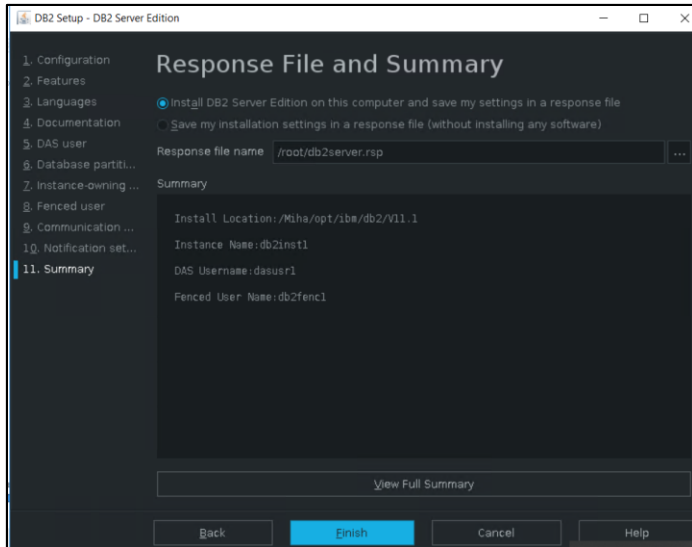 DB2 Setup - DB2 Server Edition
1. Configuration
2. Features
3. Languages
4. Documentation
5. DAS user
6. Database partiti...
7. Instance-owning ...
8. Fenced user
9. Communication ...
10. Notification set...
11. Summary
Response File and Summary
Install DB2 Server Edition on this computer and save my settings in a response file
Save my installation settings in a response file (without installing any software)
Response file name /root/db2server.rsp ...
Summary
Install Location:/Miha/opt/ibm/db2/V11.1
Instance Name:db2inst1
DAS Username:dasusr1
Fenced User Name:db2fenc1
View Full Summary
Back Finish Cancel Help